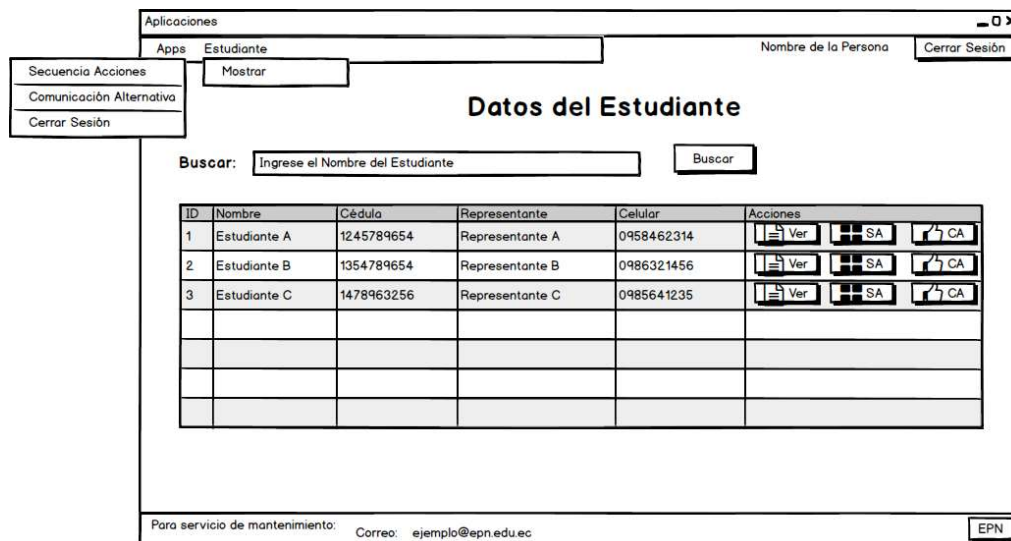 Aplicaciones
Apps Estudiante Nombre de la Persona Cerrar Sesión
Secuencia Acciones
Mostrar
Comunicación Alternativa
Cerrar Sesión
Datos del Estudiante
Buscar: Ingrese el Nombre del Estudiante Buscar
ID Nombre Cédula Representante Celular Acciones
1 Estudiante A 1245789654 Representante A 0958462314 Ver SA CA
2 Estudiante B 1354789654 Representante B 0986321456 Ver SA CA
3 Estudiante C 1478963256 Representante C 0985641235 Ver SA CA
Para servicio de mantenimiento: Correo: ejemplo@epn.edu.ec EPN